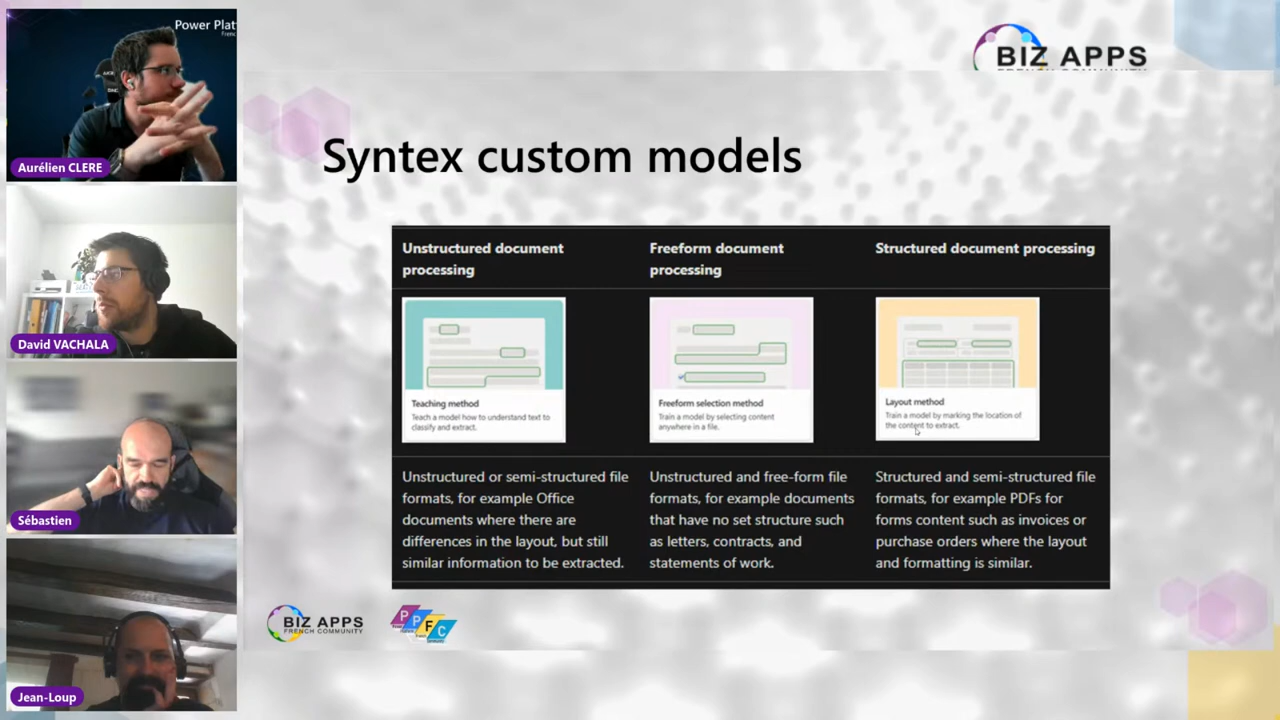 Power Plat
BIZ APPS
Syntex custom models
Unstructured document
processing
Freeform document
processing
Structured document processing
Teaching method
Teach a model how to understand text to
classify and extract.
Freeform selection method
Train a model by selecting content
anywhere in a file.
Layout method
Train a model by marking the location of
the content to extract.
Unstructured or semi-structured file
formats, for example Office
documents where there are
differences in the layout, but still
similar information to be extracted.
Unstructured and free-form file
formats, for example documents
that have no set structure such
as letters, contracts, and
statements of work.
Structured and semi-structured file
formats, for example PDFs for
forms content such as invoices or
purchase orders where the layout
and formatting is similar.
BIZ APPS
FRENCH COMMUNITY
P P F C
Aurélien CLERE
David VACHALA
Sébastien
Jean-Loup